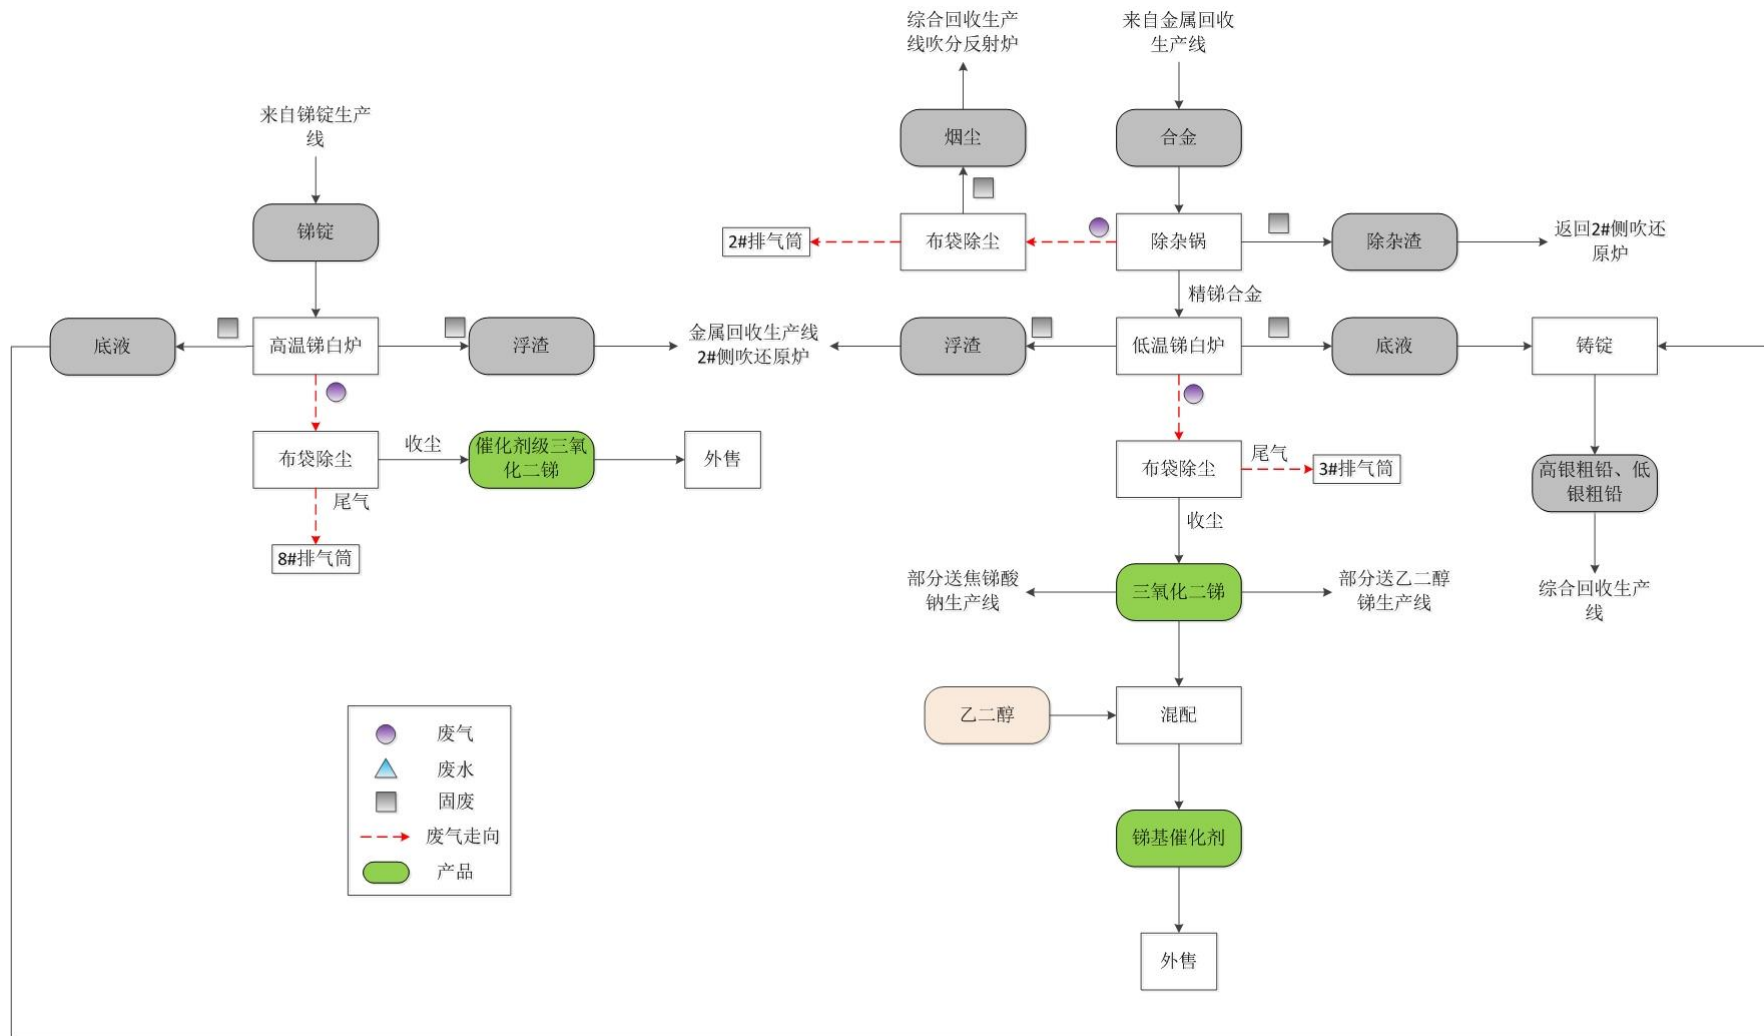 综合回收生产
线吹分反射炉
来自金属回收
生产线
来自锑锭生产
线
烟尘
合金
锑锭
2#排气筒
布袋除尘
除杂锅
除杂渣
返回2#侧吹还
原炉
精锑合金
底液
高温锑白炉
浮渣
金属回收生产线
2#侧吹还原炉
浮渣
低温锑白炉
底液
铸锭
布袋除尘
收尘
催化剂级三氧
化二锑
外售
尾气
8#排气筒
布袋除尘
尾气
3#排气筒
高银粗铅、低
银粗铅
收尘
部分送焦锑酸
钠生产线
三氧化二锑
部分送乙二醇
锑生产线
综合回收生产
线
乙二醇
混配
锑基催化剂
外售
废气
废水
固废
废气走向
产品